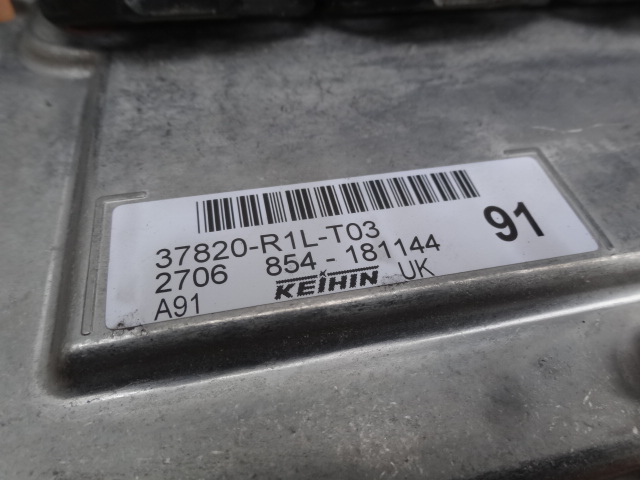 37820-R1L-T03
91
2706 854-181144
A91 KEIHIN UK